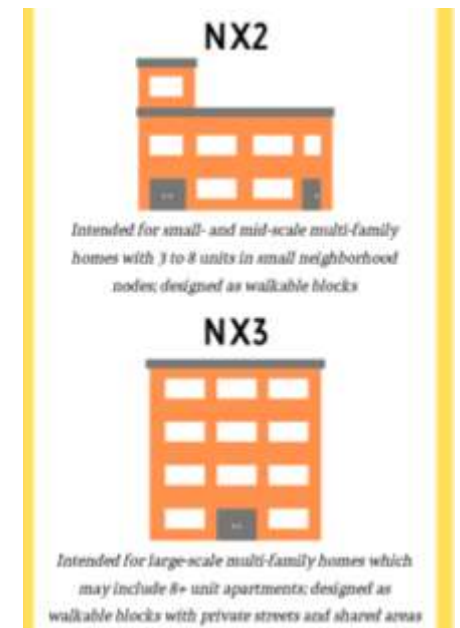 NX2
Intended for small- and mid-scale multi-family
homes with 3 to 8 units in small neighborhood
nodes; designed as walkable blocks
NX3
Intended for large-scale multi-family homes which
may include 8+ unit apartments; designed as
walkable blocks with private streets and shared areas